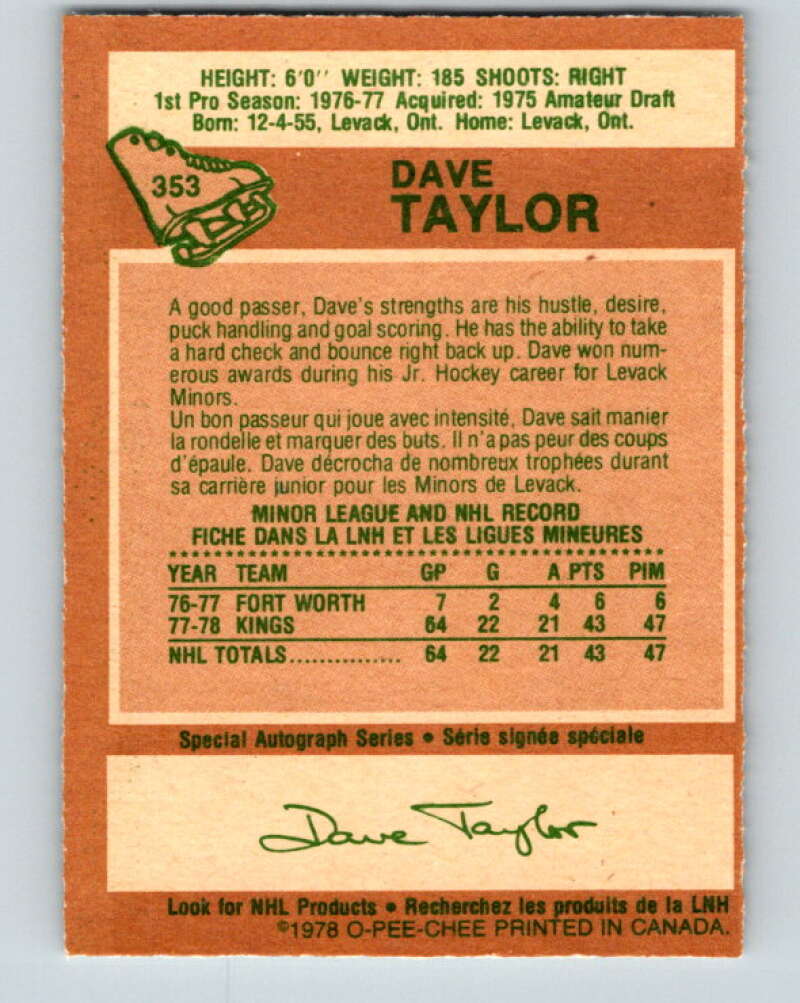 HEIGHT: 6'0'' WEIGHT: 185 SHOOTS: RIGHT
1st Pro Season: 1976-77 Acquired: 1975 Amateur Draft
Born: 12-4-55, Levack, Ont. Home: Levack, Ont.
353
DAVE
TAYLOR
A good passer, Dave's strengths are his hustle, desire,
puck handling and goal scoring. He has the ability to take
a hard check and bounce right back up. Dave won num-
erous awards during his Jr. Hockey career for Levack
Minors.
Un bon passeur qui joue avec intensité, Dave sait manier
la rondelle et marquer des buts. Il n'a pas peur des coups
d'épaule. Dave décrocha de nombreux trophées durant
sa carrière junior pour les Minors de Levack.
MINOR LEAGUE AND NHL RECORD
FICHE DANS LA LNH ET LES LIGUES MINEURES
YEAR TEAM GP G A PTS PIM
76-77 FORT WORTH 7 2 4 6 6
77-78 KINGS 64 22 21 43 47
NHL TOTALS............... 64 22 21 43 47
Special Autograph Series • Série signée spéciale
Dave Taylor
Look for NHL Products • Recherchez les produits de la LNH
©1978 O-PEE-CHEE PRINTED IN CANADA.